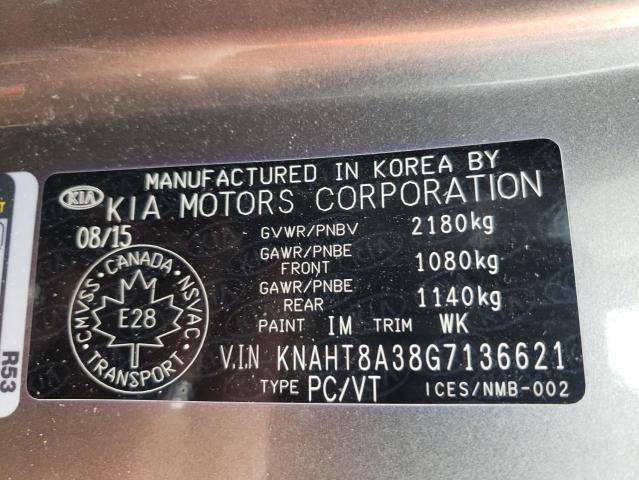 MANUFACTURED IN KOREA BY
KIA KIA MOTORS CORPORATION
08/15
GVWR/PNBV 2180kg
GAWR/PNBE FRONT 1080kg
GAWR/PNBE REAR 1140kg
CANADA
CMVSS E28 NSVAC
TRANSPORT
PAINT IM TRIM WK
V.I.N KNAHT8A38G7136621
TYPE PC/VT ICES/NMB-002
R53